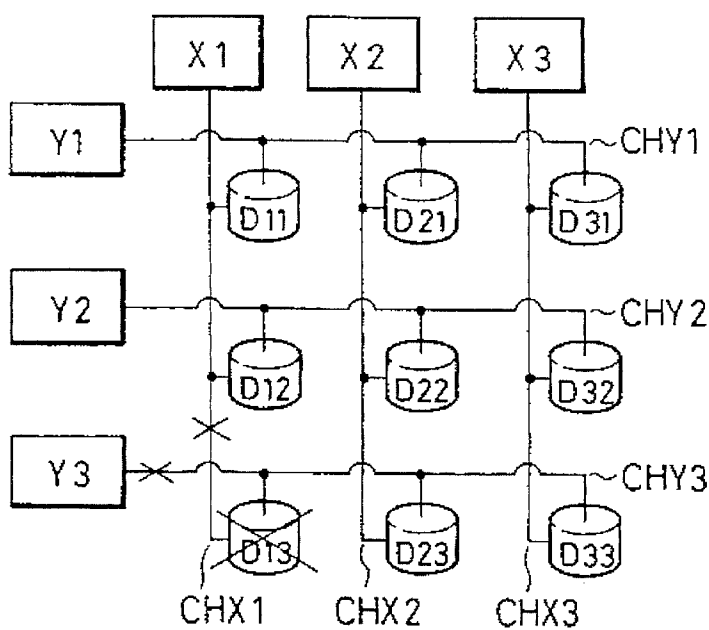 X1 X2 X3
Y1 CHY1
D11 D21 D31
Y2 CHY2
D12 D22 D32
Y3 CHY3
D13 D23 D33
CHX1 CHX2 CHX3